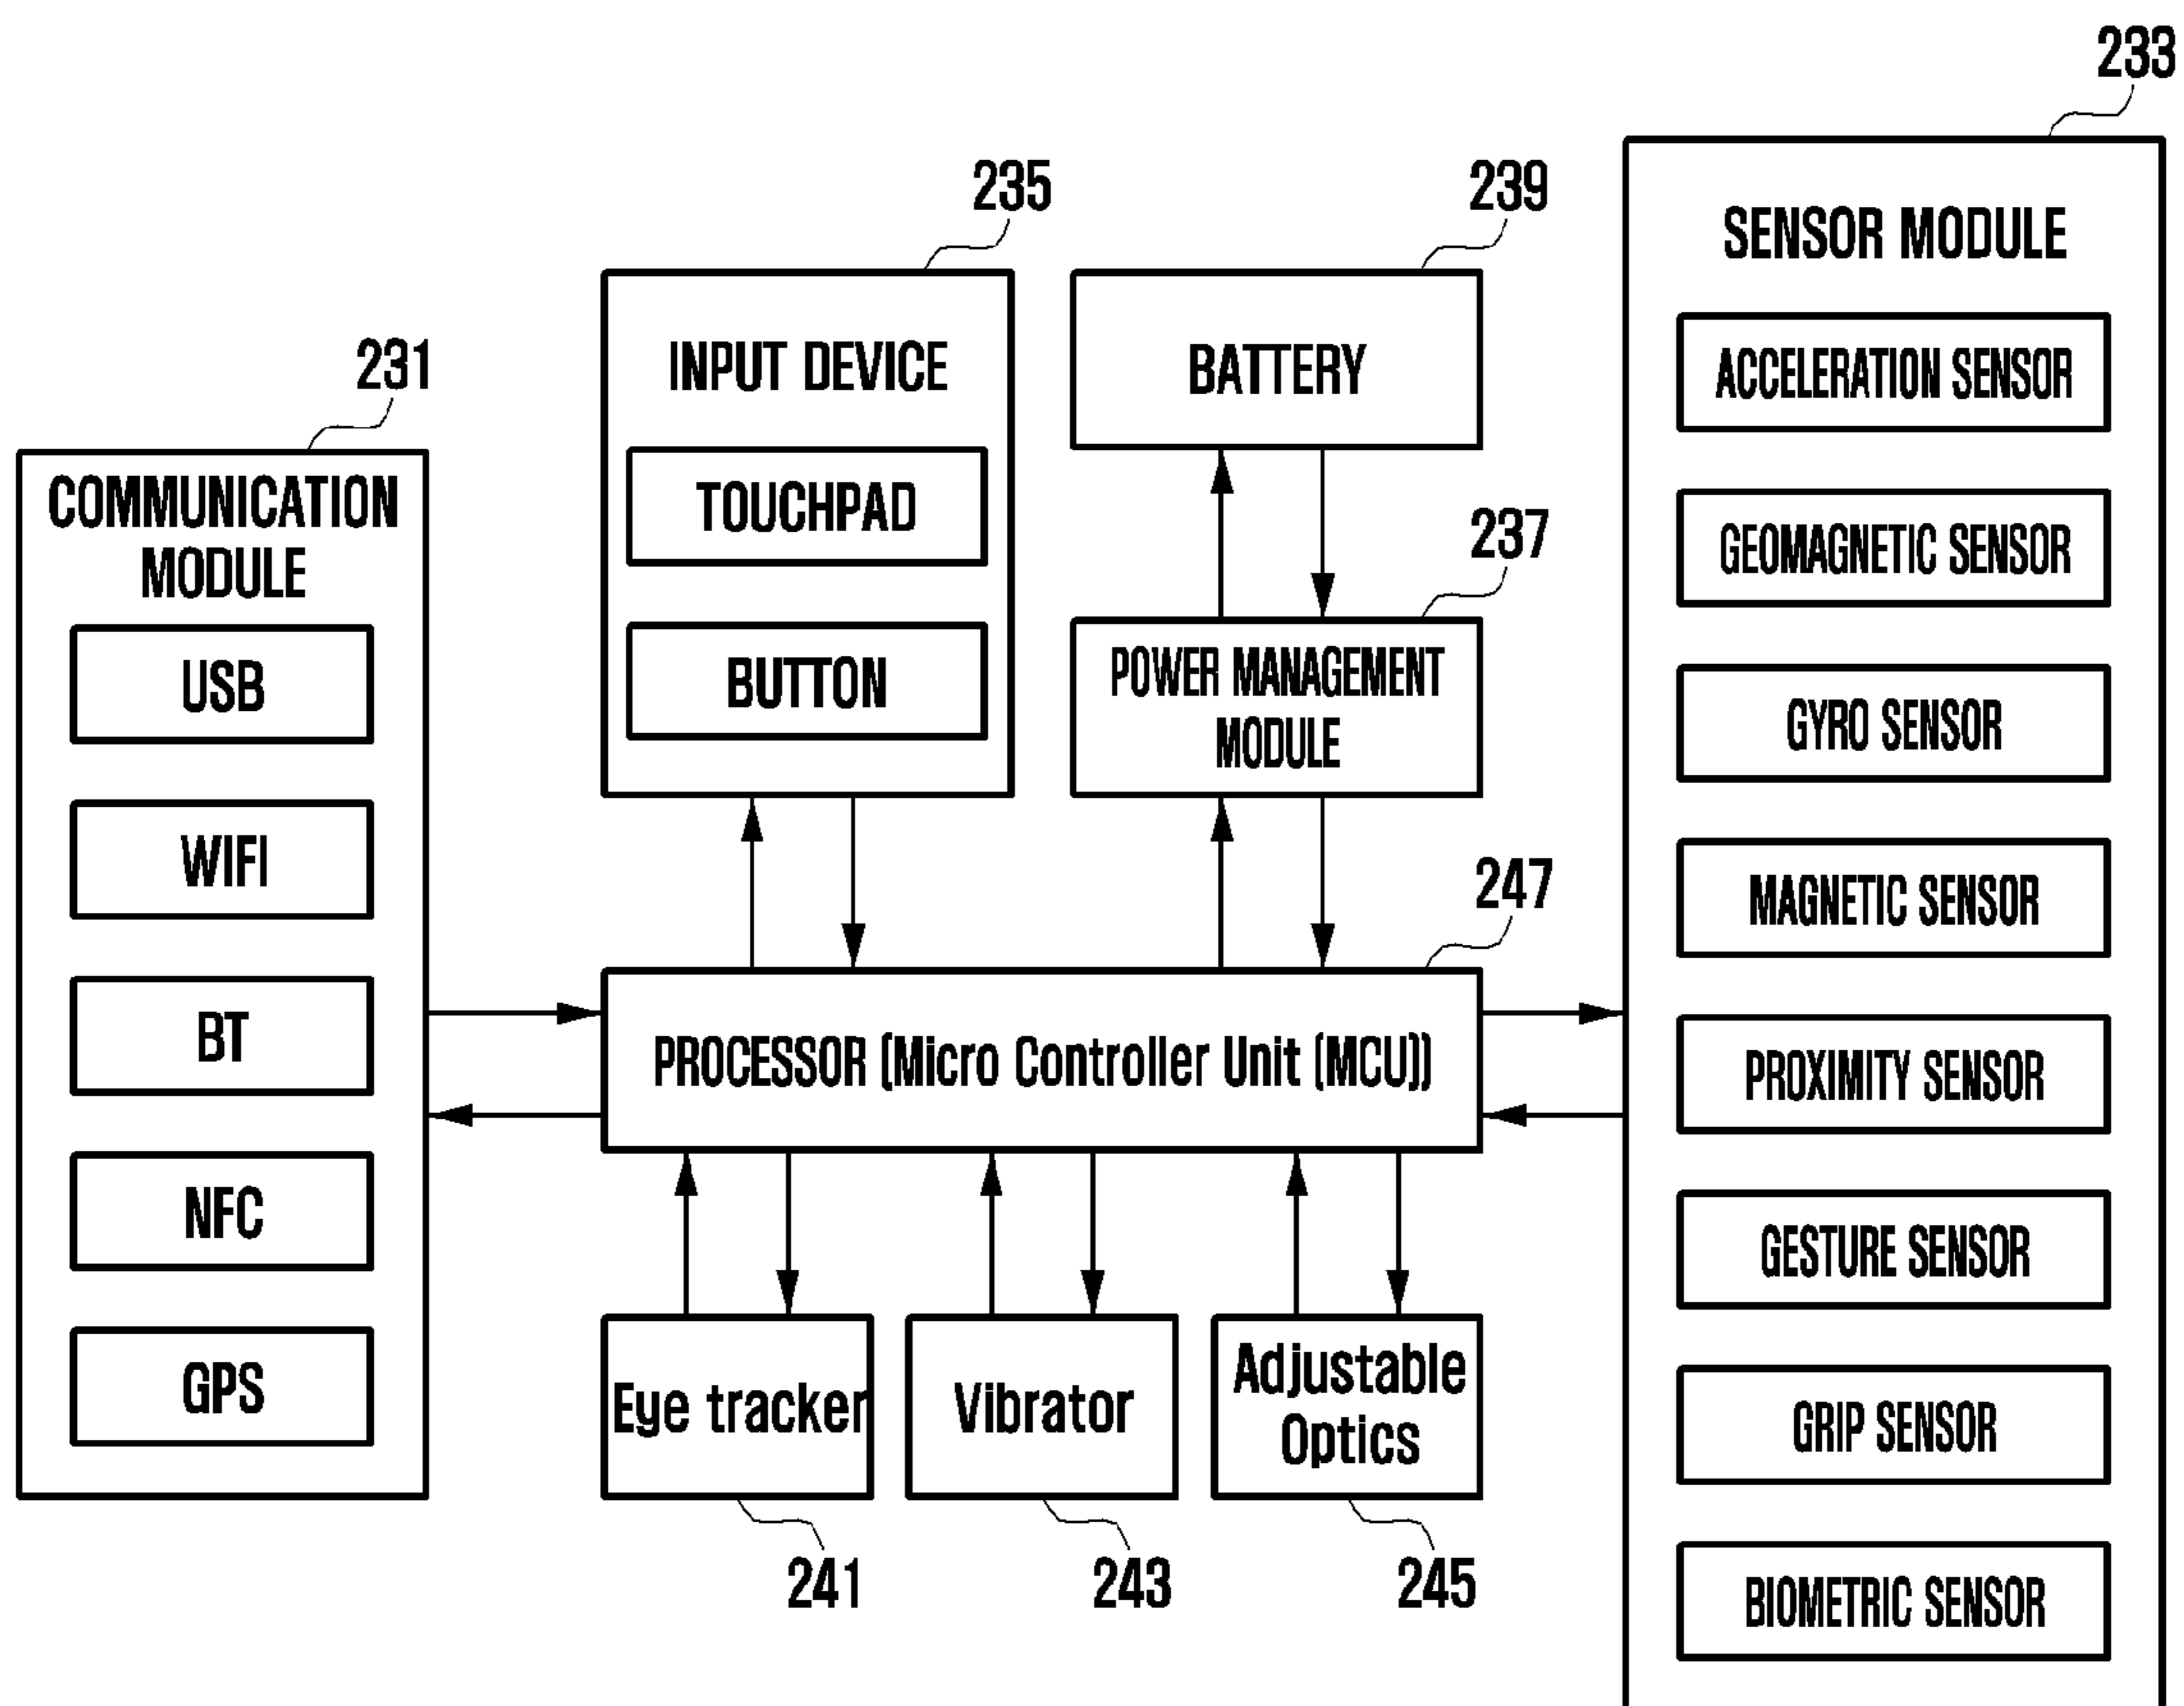 233
235
239
SENSOR MODULE
231
INPUT DEVICE
BATTERY
ACCELERATION SENSOR
COMMUNICATION
MODULE
TOUCHPAD
237
GEOMAGNETIC SENSOR
USB
BUTTON
POWER MANAGEMENT
MODULE
GYRO SENSOR
WIFI
247
MAGNETIC SENSOR
BT
PROCESSOR (Micro Controller Unit (MCU))
PROXIMITY SENSOR
NFC
GESTURE SENSOR
GPS
Eye tracker
Vibrator
Adjustable
Optics
GRIP SENSOR
241
243
245
BIOMETRIC SENSOR